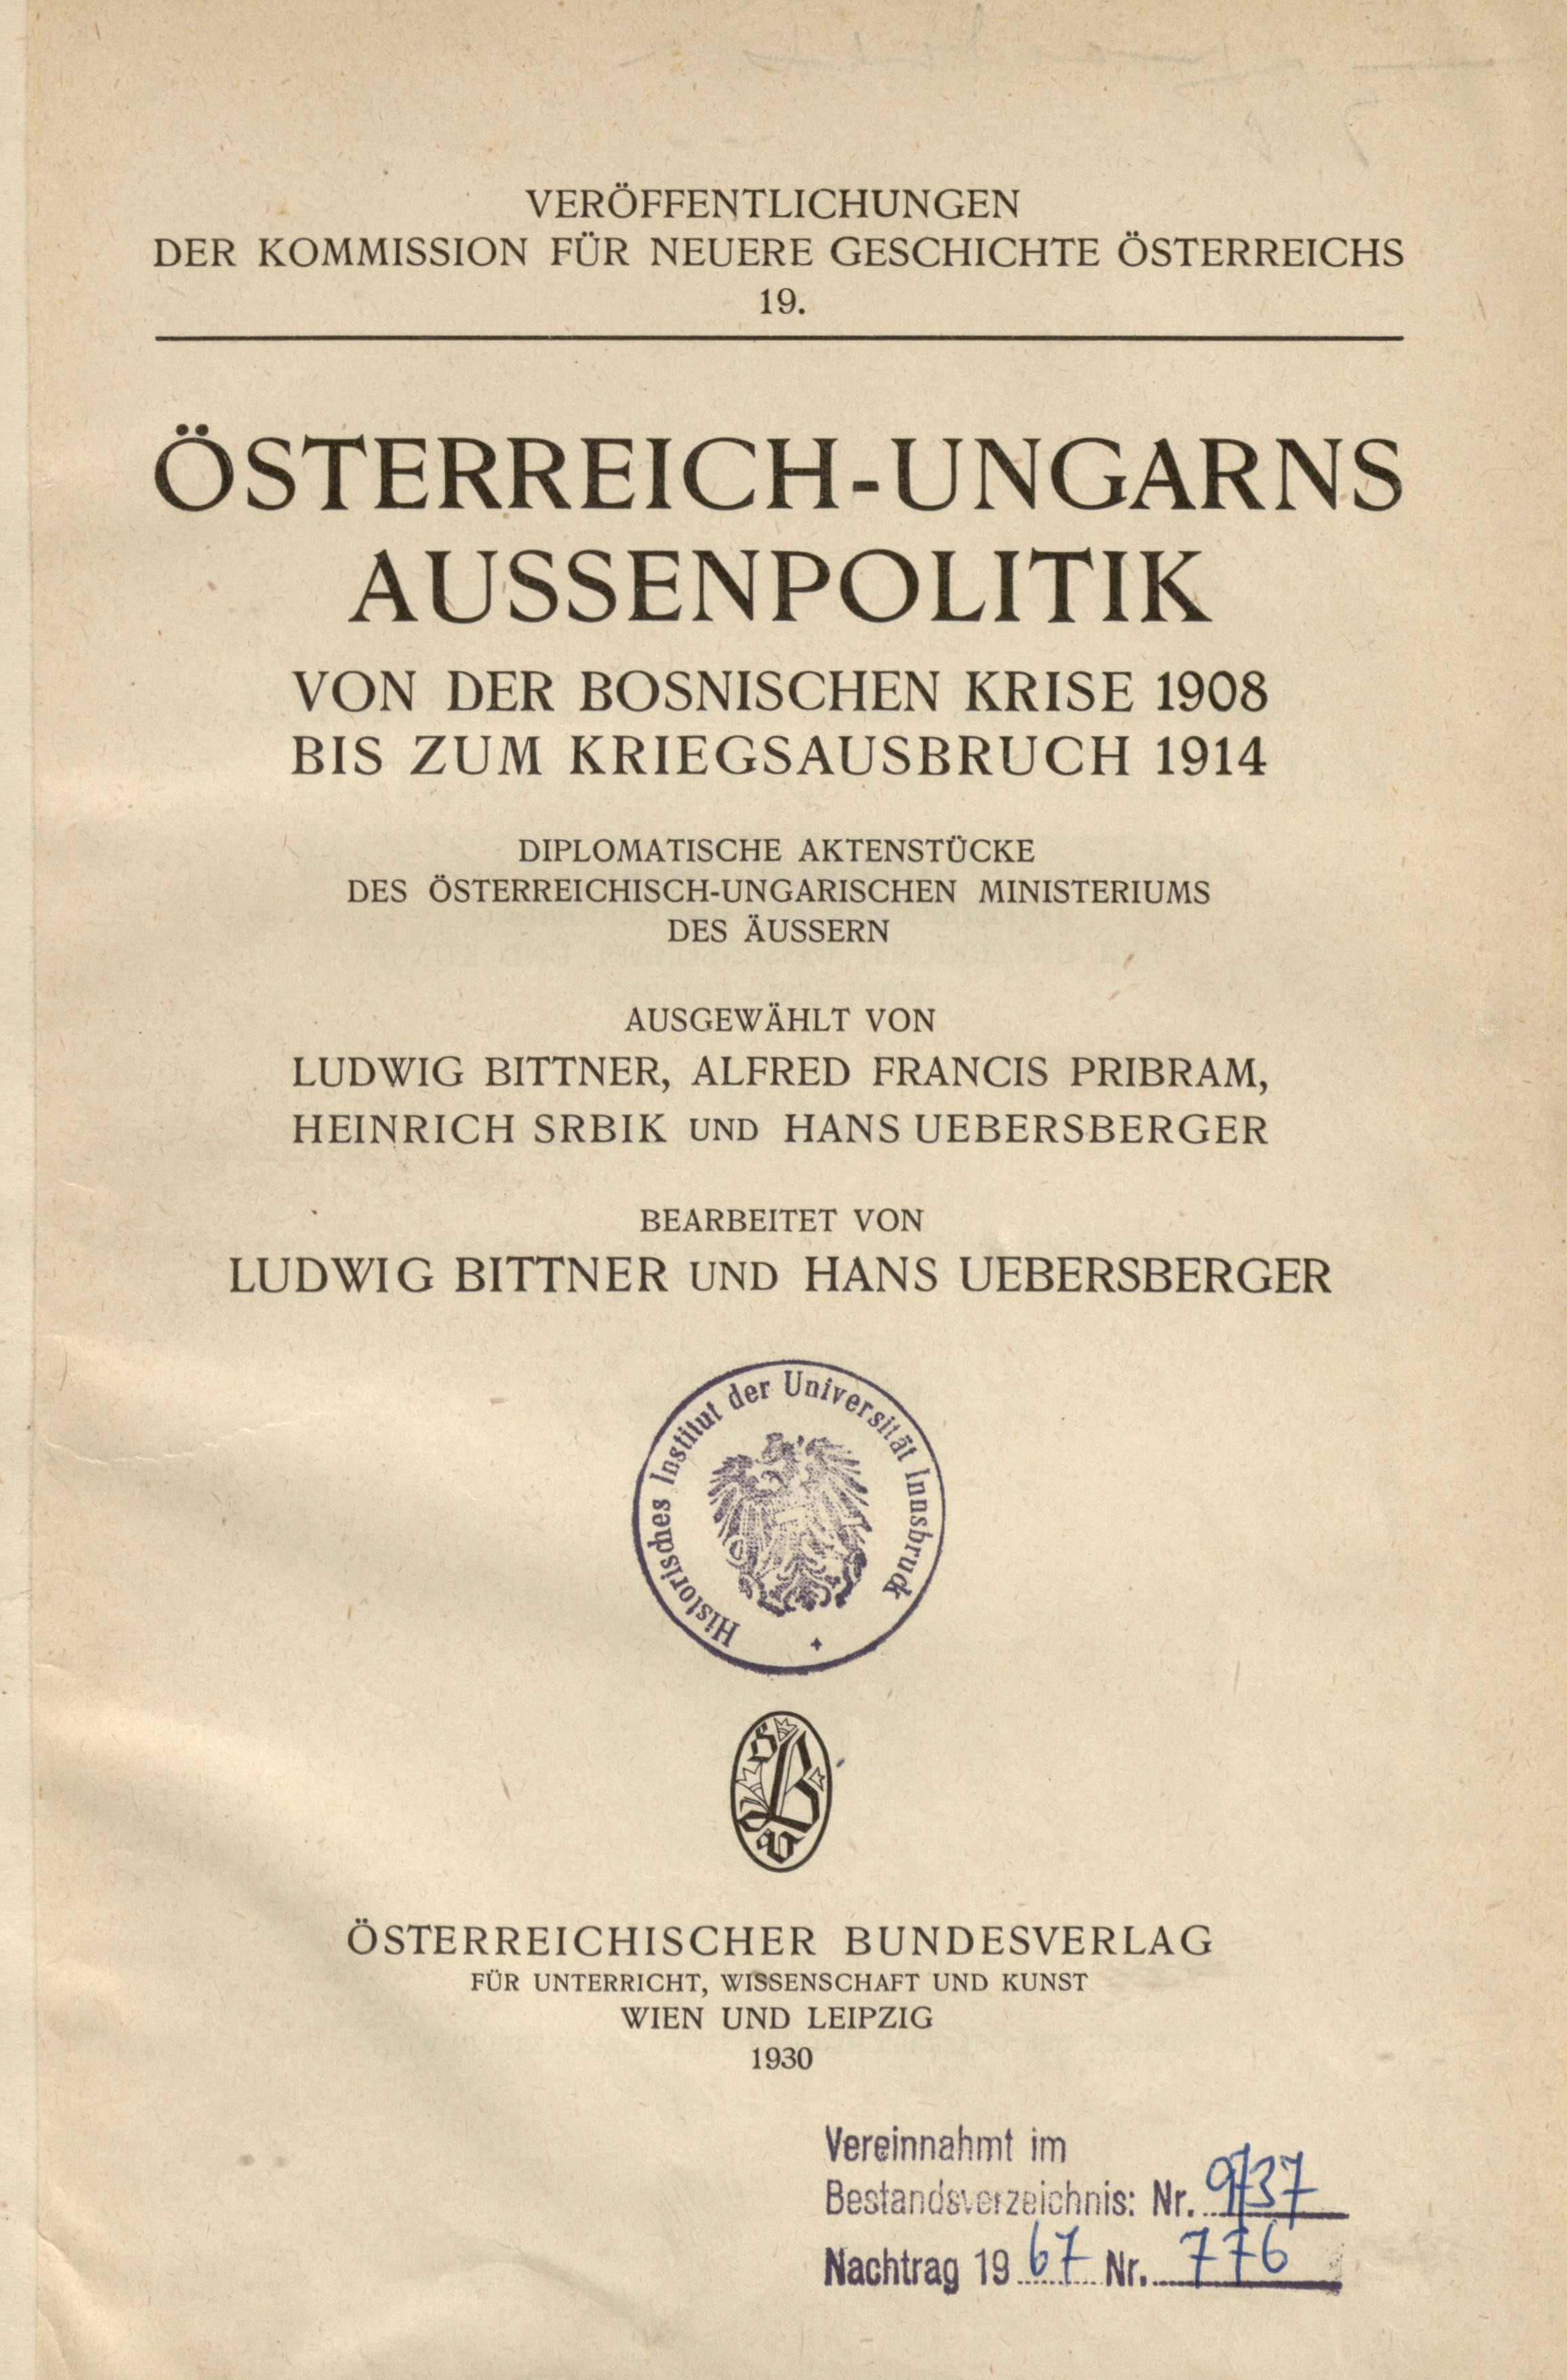 VERÖFFENTLICHUNGEN
DER KOMMISSION FÜR NEUERE GESCHICHTE ÖSTERREICHS
19.
ÖSTERREICH-UNGARNS
AUSSENPOLITIK
VON DER BOSNISCHEN KRISE 1908
BIS ZUM KRIEGSAUSBRUCH 1914
DIPLOMATISCHE AKTENSTÜCKE
DES ÖSTERREICHISCH-UNGARISCHEN MINISTERIUMS
DES ÄUSSERN
AUSGEWÄHLT VON
LUDWIG BITTNER, ALFRED FRANCIS PRIBRAM,
HEINRICH SRBIK UND HANS UEBERSBERGER
BEARBEITET VON
LUDWIG BITTNER UND HANS UEBERSBERGER
Historisches Institut der Universität Innsbruck
ÖSTERREICHISCHER BUNDESVERLAG
FÜR UNTERRICHT, WISSENSCHAFT UND KUNST
WIEN UND LEIPZIG
1930
Vereinnahmt im
Bestandsverzeichnis: Nr. 9/37
Nachtrag 19 67 Nr. 776